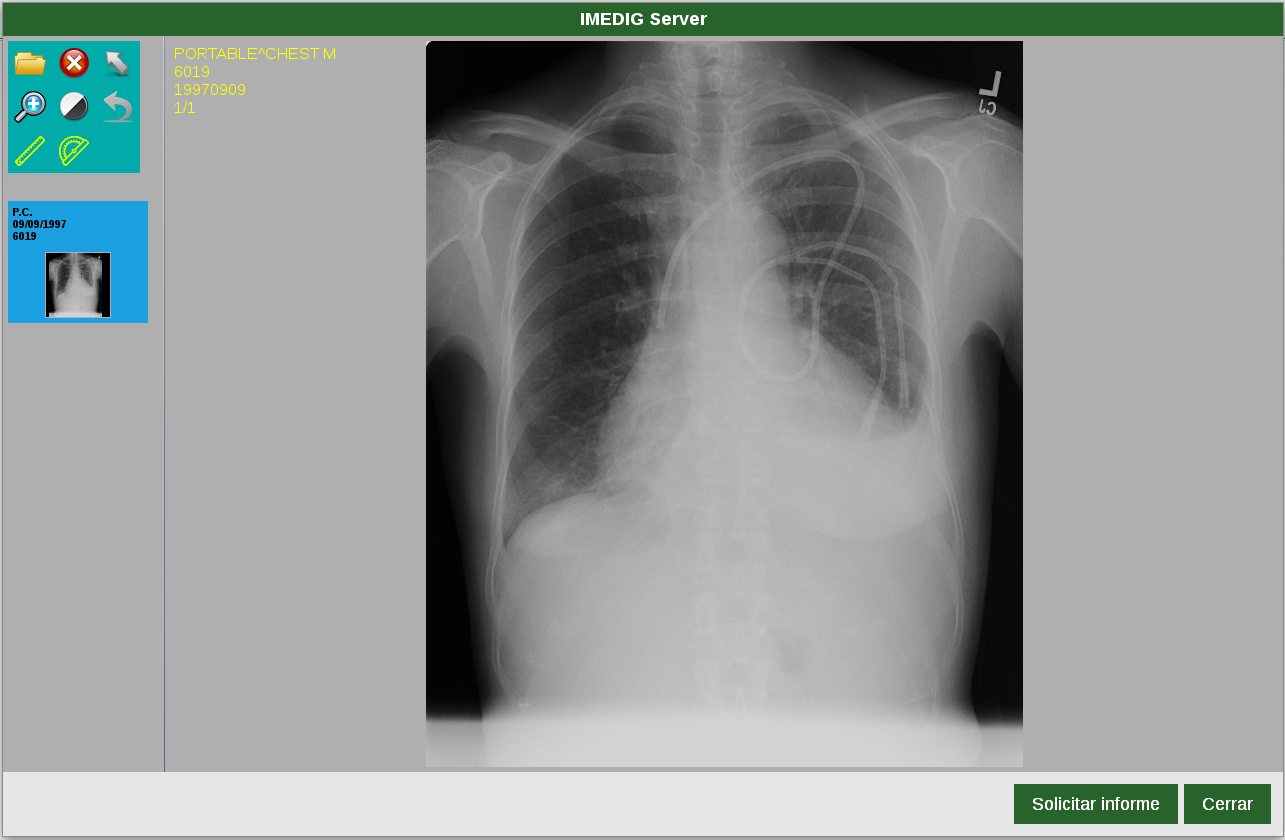 IMEDIG Server
PORTABLE^CHEST M
6019
19970909
1/1
P.C.
09/09/1997
6019
L
Solicitar informe
Cerrar